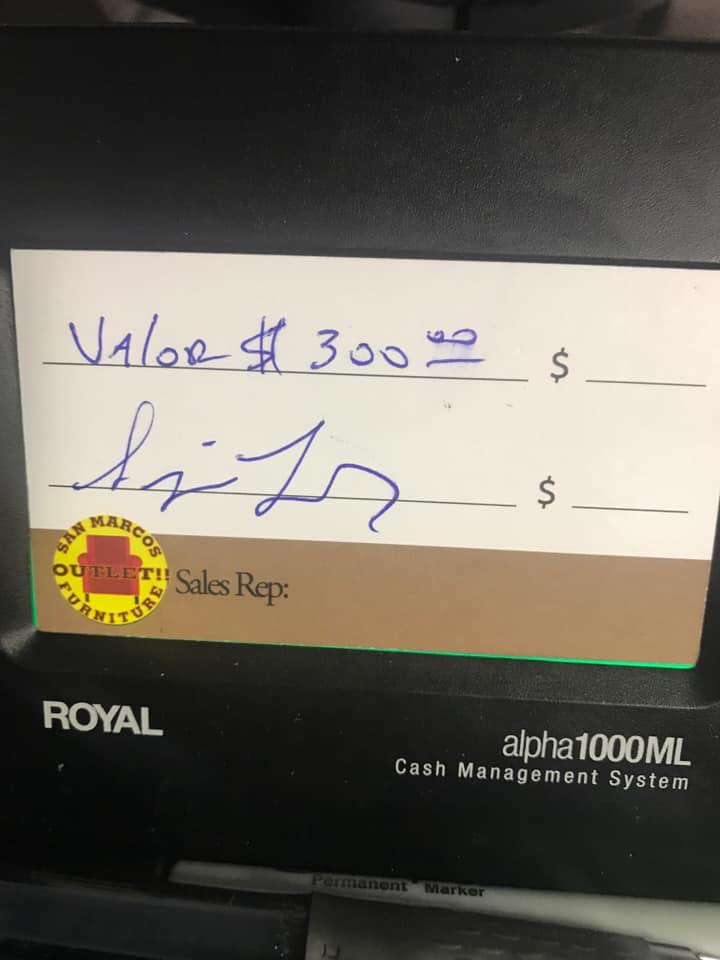 Valor $ 300 00 $
$
SAN MARCOS
OUTLET!!
FURNITURE
Sales Rep:
ROYAL
alpha1000ML
Cash Management System
Permanent Marker